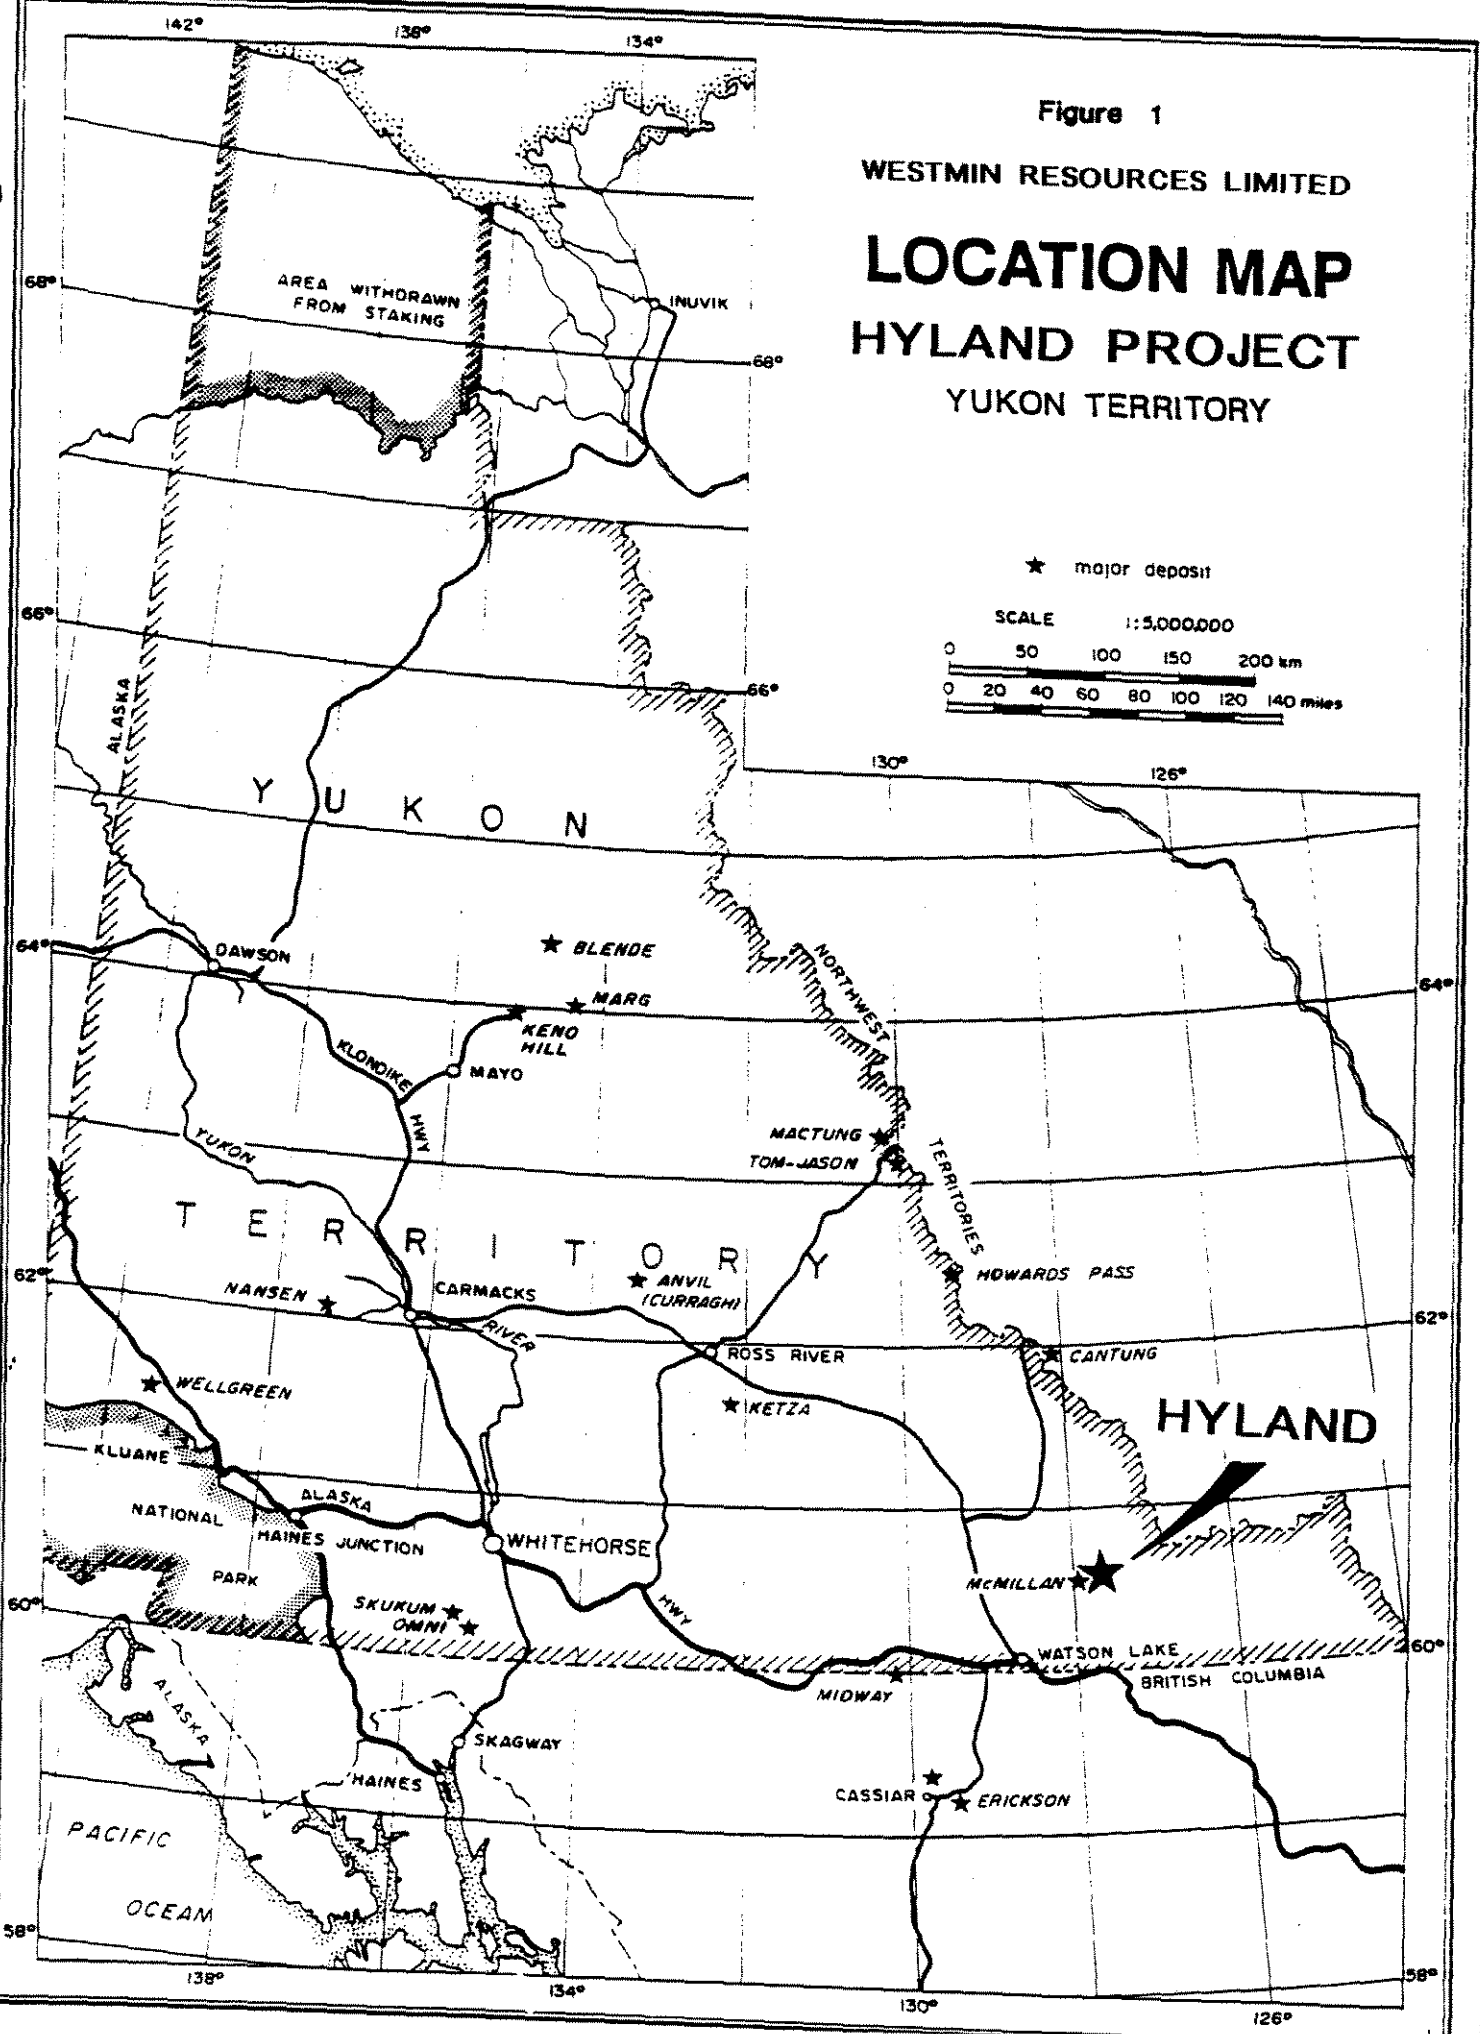 142°
138°
134°
Figure 1
WESTMIN RESOURCES LIMITED
LOCATION MAP
HYLAND PROJECT
YUKON TERRITORY
AREA WITHDRAWN
FROM STAKING
68°
INUVIK
68°
★ major deposit
SCALE 1:5,000,000
0 50 100 150 200 km
0 20 40 60 80 100 120 140 miles
66°
66°
ALASKA
130°
126°
YUKON
64°
DAWSON
BLENDE
MARG
KENO
HILL
KLONDIKE
HWY
MAYO
NORTHWEST
TERRITORIES
64°
YUKON
MACTUNG
TOM-JASON
TERRITORY
62°
NANSEN
CARMACKS
RIVER
ANVIL
(CURRAGH)
HOWARDS PASS
62°
ROSS RIVER
CANTUNG
WELLGREEN
KETZA
HYLAND
KLUANE
NATIONAL
PARK
ALASKA
HAINES JUNCTION
WHITEHORSE
HWY
McMILLAN
60°
SKUKUM
OMNI
WATSON LAKE
60°
BRITISH COLUMBIA
MIDWAY
ALASKA
SKAGWAY
HAINES
CASSIAR
ERICKSON
PACIFIC
OCEAN
58°
58°
138°
134°
130°
126°